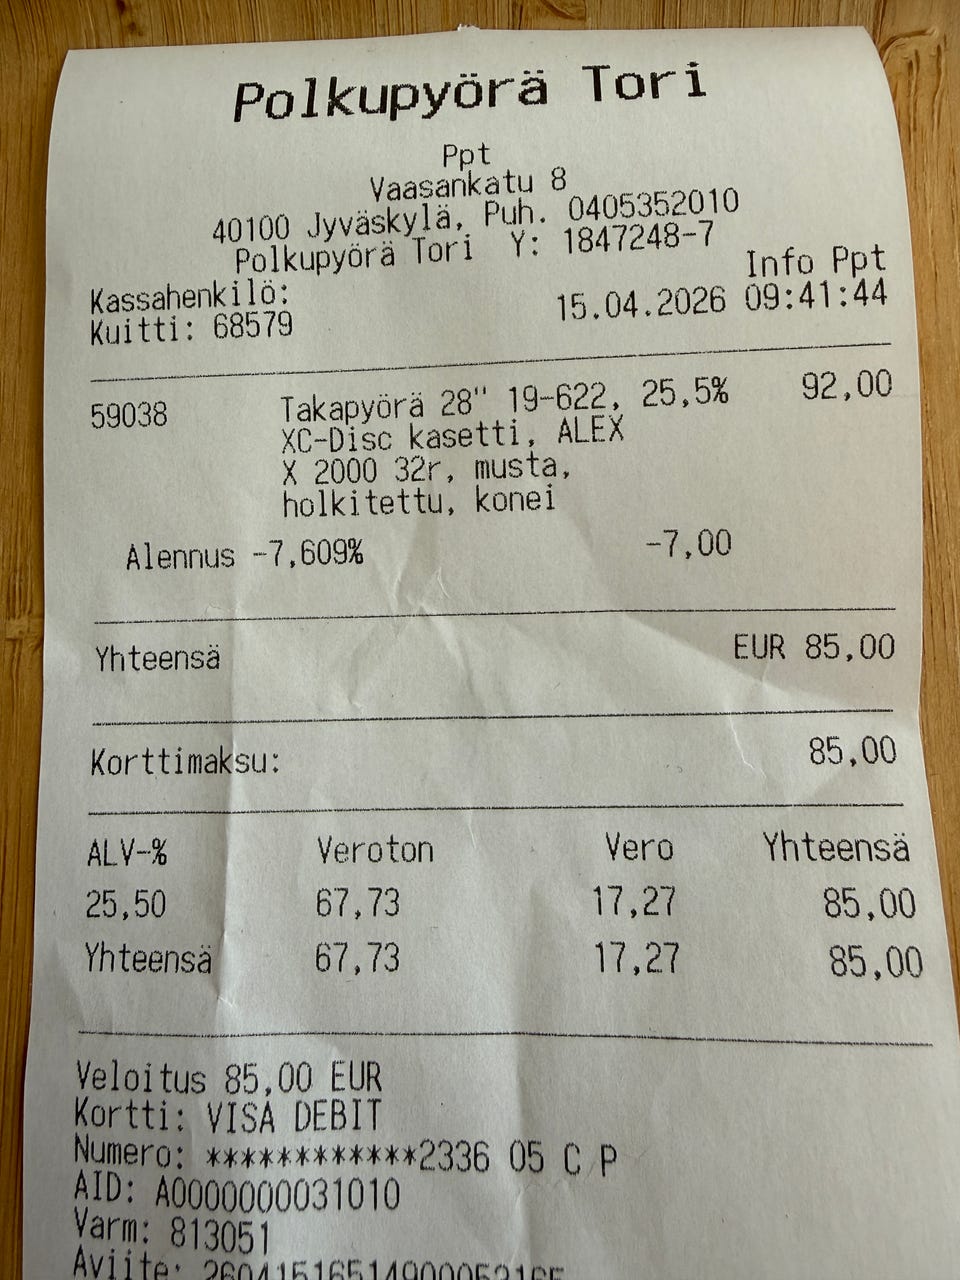 Polkupyörä Tori
Ppt
Vaasankatu 8
40100 Jyväskylä, Puh. 0405352010
Polkupyörä Tori Y: 1847248-7
Info Ppt
Kassahenkilö:
15.04.2026 09:41:44
Kuitti: 68579
59038 Takapyörä 28" 19-622, 25,5% 92,00
XC-Disc kasetti, ALEX
X 2000 32r, musta,
holkitettu, konei
Alennus -7,609% -7,00
Yhteensä EUR 85,00
Korttimaksu: 85,00
ALV-% Veroton Vero Yhteensä
25,50 67,73 17,27 85,00
Yhteensä 67,73 17,27 85,00
Veloitus 85,00 EUR
Kortti: VISA DEBIT
Numero: ************2336 05 C P
AID: A0000000031010
Varm: 813051
Aviite: